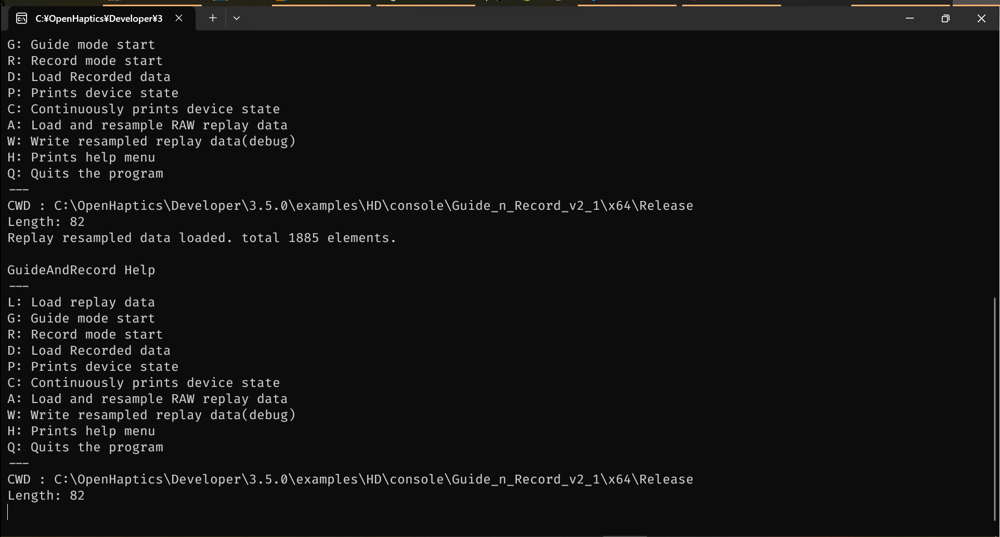 C:¥OpenHaptics¥Developer¥3
G: Guide mode start
R: Record mode start
D: Load Recorded data
P: Prints device state
C: Continuously prints device state
A: Load and resample RAW replay data
W: Write resampled replay data(debug)
H: Prints help menu
Q: Quits the program
---
CWD : C:\OpenHaptics\Developer\3.5.0\examples\HD\console\Guide_n_Record_v2_1\x64\Release
Length: 82
Replay resampled data loaded. total 1885 elements.
GuideAndRecord Help
---
L: Load replay data
G: Guide mode start
R: Record mode start
D: Load Recorded data
P: Prints device state
C: Continuously prints device state
A: Load and resample RAW replay data
W: Write resampled replay data(debug)
H: Prints help menu
Q: Quits the program
---
CWD : C:\OpenHaptics\Developer\3.5.0\examples\HD\console\Guide_n_Record_v2_1\x64\Release
Length: 82